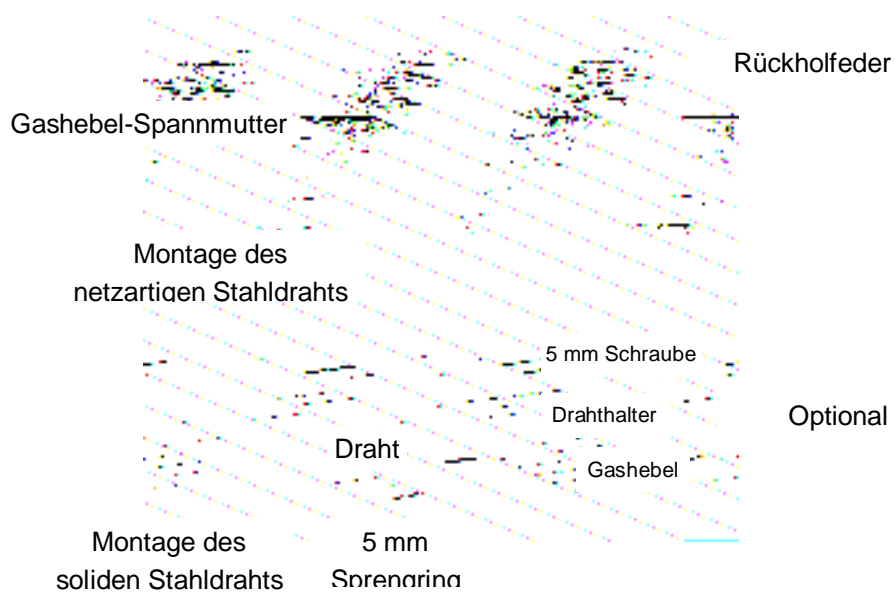 Rückholfeder
Gashebel-Spannmutter
Montage des
netzartigen Stahldrahts
5 mm Schraube
Drahthalter
Optional
Draht
Gashebel
Montage des
soliden Stahldrahts
5 mm
Sprengring